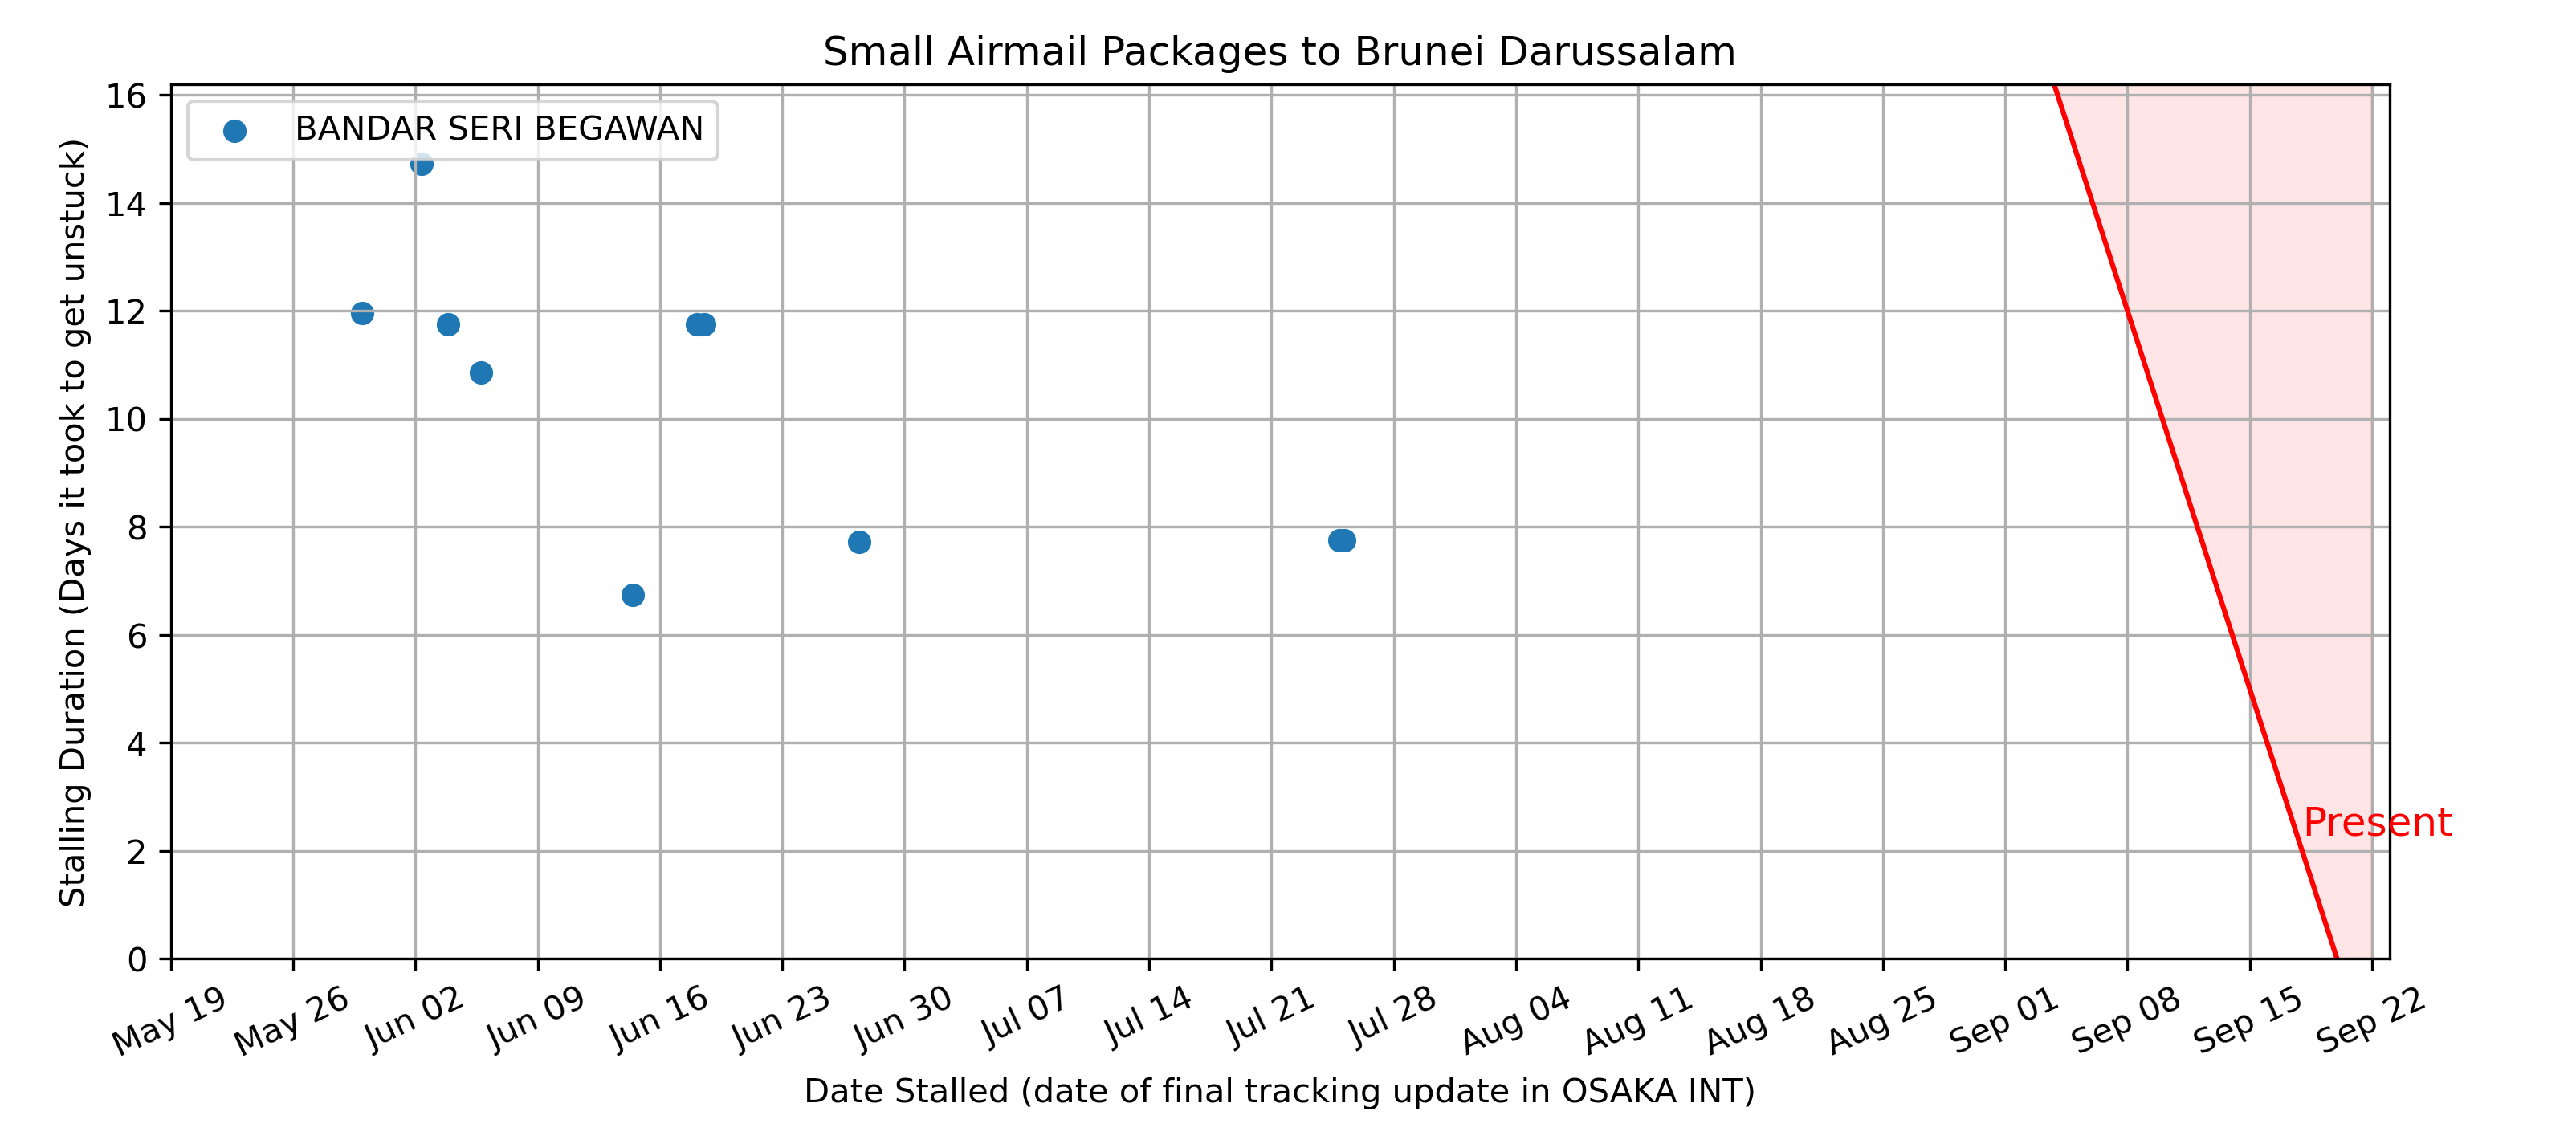 Small Airmail Packages to Brunei Darussalam
BANDAR SERI BEGAWAN
Stalling Duration (Days it took to get unstuck)
16
14
12
10
8
6
4
2
0
Present
May 19
May 26
Jun 02
Jun 09
Jun 16
Jun 23
Jun 30
Jul 07
Jul 14
Jul 21
Jul 28
Aug 04
Aug 11
Aug 18
Aug 25
Sep 01
Sep 08
Sep 15
Sep 22
Date Stalled (date of final tracking update in OSAKA INT)